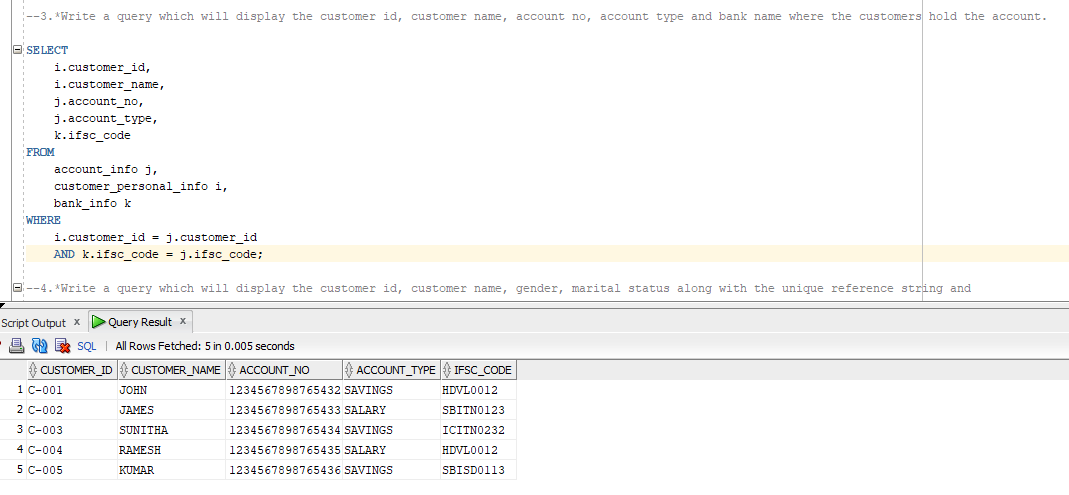 --3.*Write a query which will display the customer id, customer name, account no, account type and bank name where the customers hold the account.
SELECT
i.customer_id,
i.customer_name,
j.account_no,
j.account_type,
k.ifsc_code
FROM
account_info j,
customer_personal_info i,
bank_info k
WHERE
i.customer_id = j.customer_id
AND k.ifsc_code = j.ifsc_code;
--4.*Write a query which will display the customer id, customer name, gender, marital status along with the unique reference string and
Script Output x Query Result x
SQL | All Rows Fetched: 5 in 0.005 seconds
CUSTOMER_ID CUSTOMER_NAME ACCOUNT_NO ACCOUNT_TYPE IFSC_CODE
1 C-001 JOHN 1234567898765432 SAVINGS HDVL0012
2 C-002 JAMES 1234567898765433 SALARY SBITN0123
3 C-003 SUNITHA 1234567898765434 SAVINGS ICITN0232
4 C-004 RAMESH 1234567898765435 SALARY HDVL0012
5 C-005 KUMAR 1234567898765436 SAVINGS SBISD0113